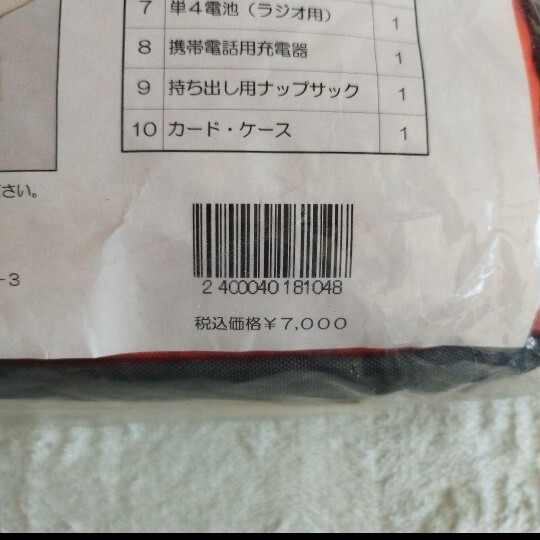 7 単4電池（ラジオ用） 1
8 携帯電話用充電器 1
9 持ち出し用ナップサック 1
10 カード・ケース 1
さい。
-3
2 400040 181048
税込価格￥7,000